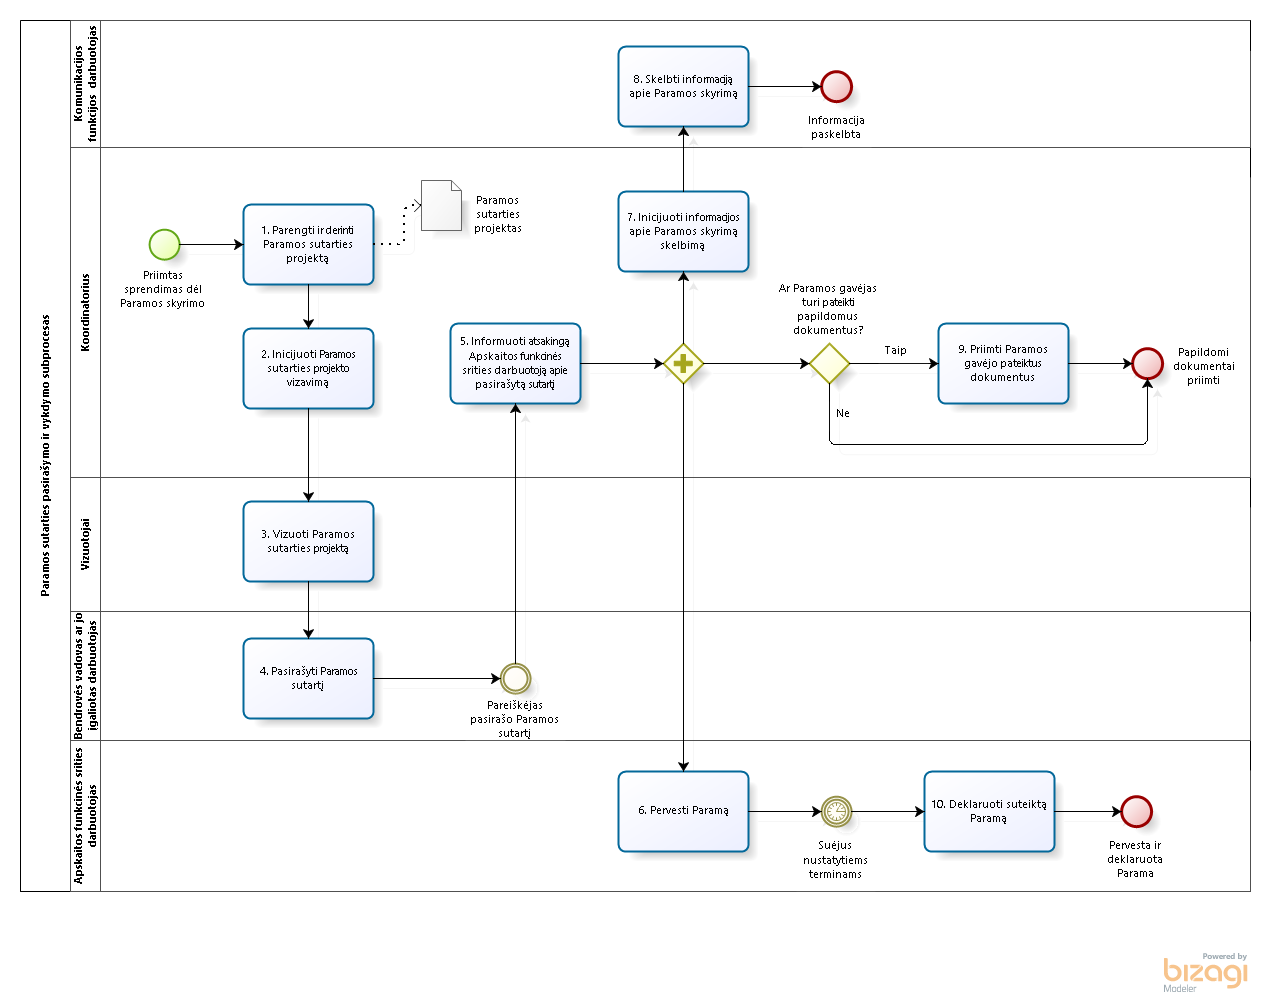 Paramos sutarties pasirašymo ir vykdymo subprocesas
Komunikacijos
funkcijos darbuotojas
8. Skelbti informaciją
apie Paramos skyrimą
Informacija
paskelbta
Koordinatorius
Priimtas
sprendimas dėl
Paramos skyrimo
1. Parengti ir derinti
Paramos sutarties
projektą
Paramos
sutarties
projektas
2. Inicijuoti Paramos
sutarties projekto
vizavimą
5. Informuoti atsakingą
Apskaitos funkcinės
srities darbuotoją apie
pasirašytą sutartį
7. Inicijuoti informacijos
apie Paramos skyrimą
skelbimą
Ar Paramos gavėjas
turi pateikti
papildomus
dokumentus?
Taip
Ne
9. Priimti Paramos
gavėjo pateiktus
dokumentus
Papildomi
dokumentai
priimti
Vizuotojai
3. Vizuoti Paramos
sutarties projektą
Bendrovės vadovas ar jo
įgaliotas darbuotojas
4. Pasirašyti Paramos
sutartį
Pareiškėjas
pasirašo Paramos
sutartį
Apskaitos funkcinės srities
darbuotojas
6. Pervesti Paramą
Suėjus
nustatytiems
terminams
10. Deklaruoti suteiktą
Paramą
Pervesta ir
deklaruota
Parama
Powered by
bizagi
Modeler